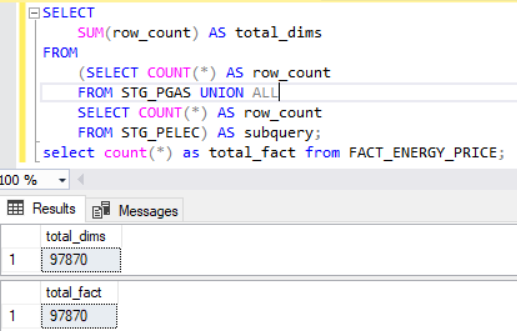 SELECT
SUM(row_count) AS total_dims
FROM
(SELECT COUNT(*) AS row_count
FROM STG_PGAS UNION ALL
SELECT COUNT(*) AS row_count
FROM STG_PELEC) AS subquery;
select count(*) as total_fact from FACT_ENERGY_PRICE;
100 %
Results Messages
total_dims
1 97870
total_fact
1 97870